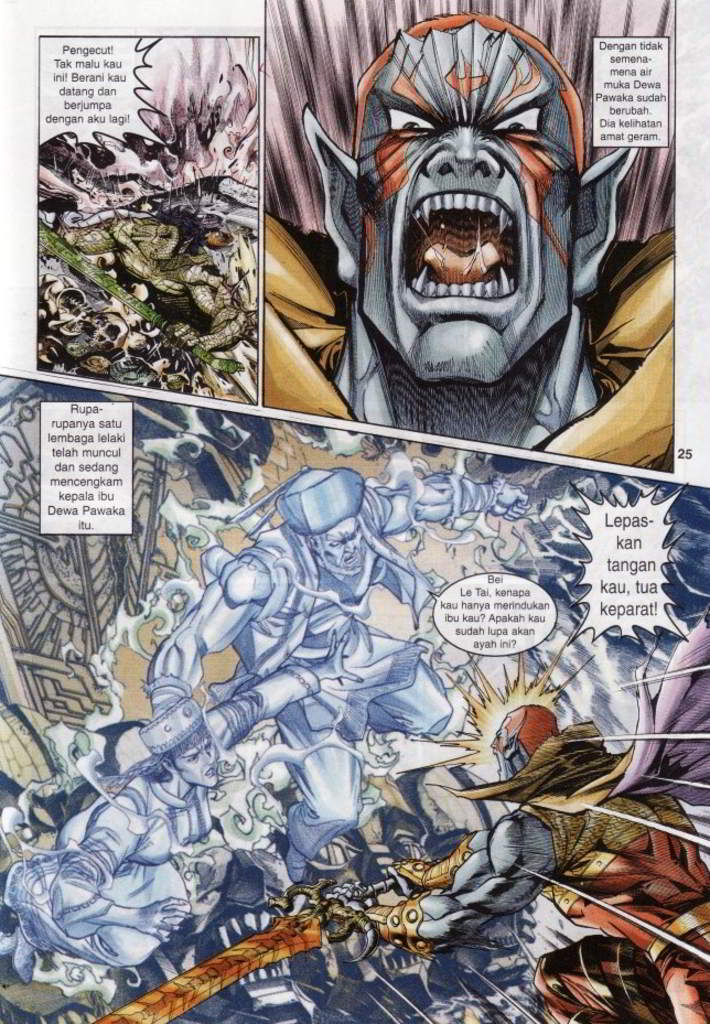 Pengecut!
Tak malu kau
ini! Berani kau
datang dan
berjumpa
dengan aku lagi!
Dengan tidak
semena-
mena air
muka Dewa
Pawaka sudah
berubah.
Dia kelihatan
amat geram.
25
Rupa-
rupanya satu
lembaga lelaki
telah muncul
dan sedang
mencengkam
kepala ibu
Dewa Pawaka
itu.
Lepas-
kan
tangan
kau, tua
keparat!
Bei
Le Tai, kenapa
kau hanya merindukan
ibu kau? Apakah kau
sudah lupa akan
ayah ini?